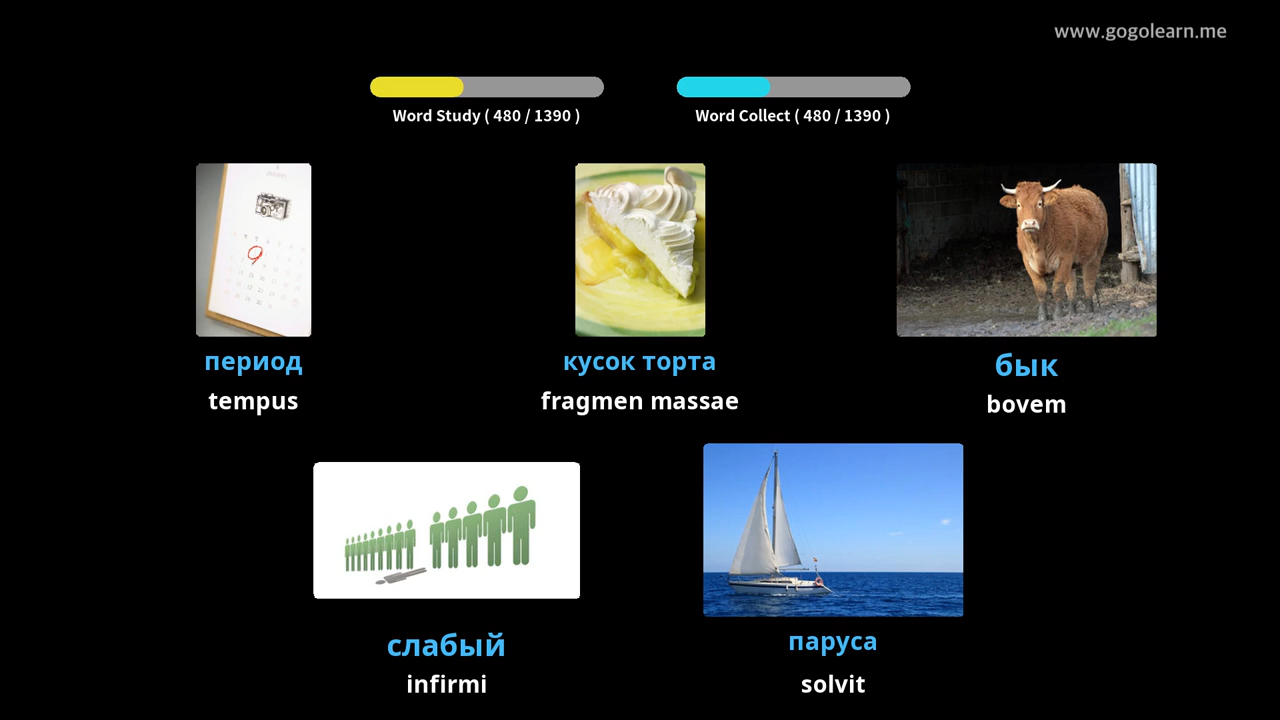 www.gogolearn.me
Word Study ( 480 / 1390 )
Word Collect ( 480 / 1390 )
период
tempus
кусок торта
fragmen massae
бык
bovem
слабый
infirmi
паруса
solvit